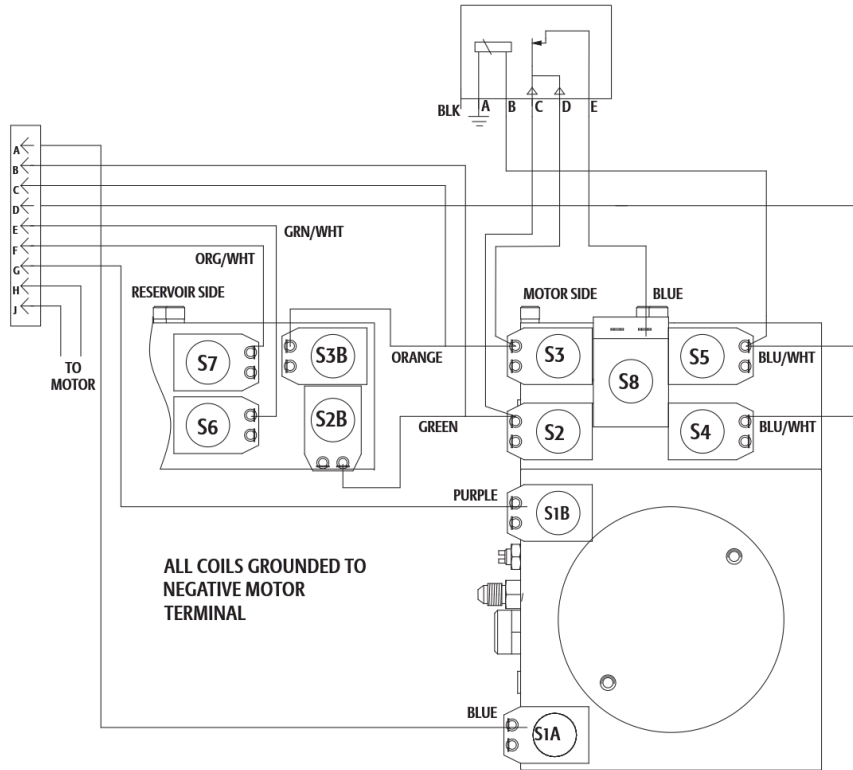 BLK
A
B
C
D
E
A
B
C
D
E
F
G
H
J
GRN/WHT
ORG/WHT
RESERVOIR SIDE
MOTOR SIDE
BLUE
TO
MOTOR
S7
S3B
ORANGE
S3
S8
S5
BLU/WHT
S6
S2B
GREEN
S2
S4
BLU/WHT
PURPLE
S1B
ALL COILS GROUNDED TO
NEGATIVE MOTOR
TERMINAL
BLUE
S1A